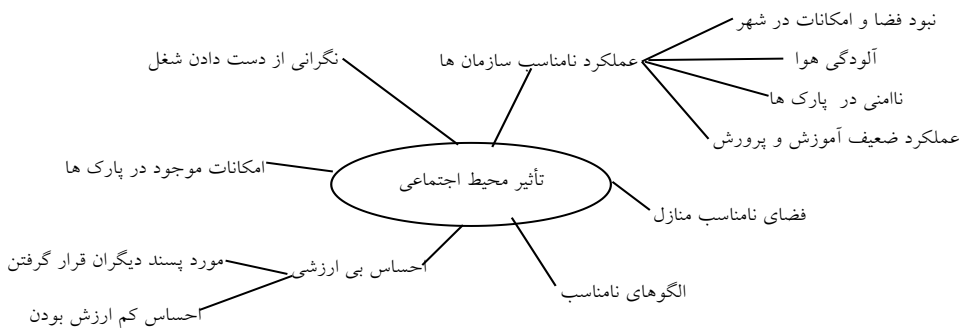 نبود فضا و امکانات در شهر
آلودگی هوا
عملکرد نامناسب سازمان ها
نگرانی از دست دادن شغل
ناامنی در پارک ها
عملکرد ضعیف آموزش و پرورش
امکانات موجود در پارک ها
تأثیر محیط اجتماعی
فضای نامناسب منازل
مورد پسند دیگران قرار گرفتن
احساس بی ارزشی
الگوهای نامناسب
احساس کم ارزش بودن